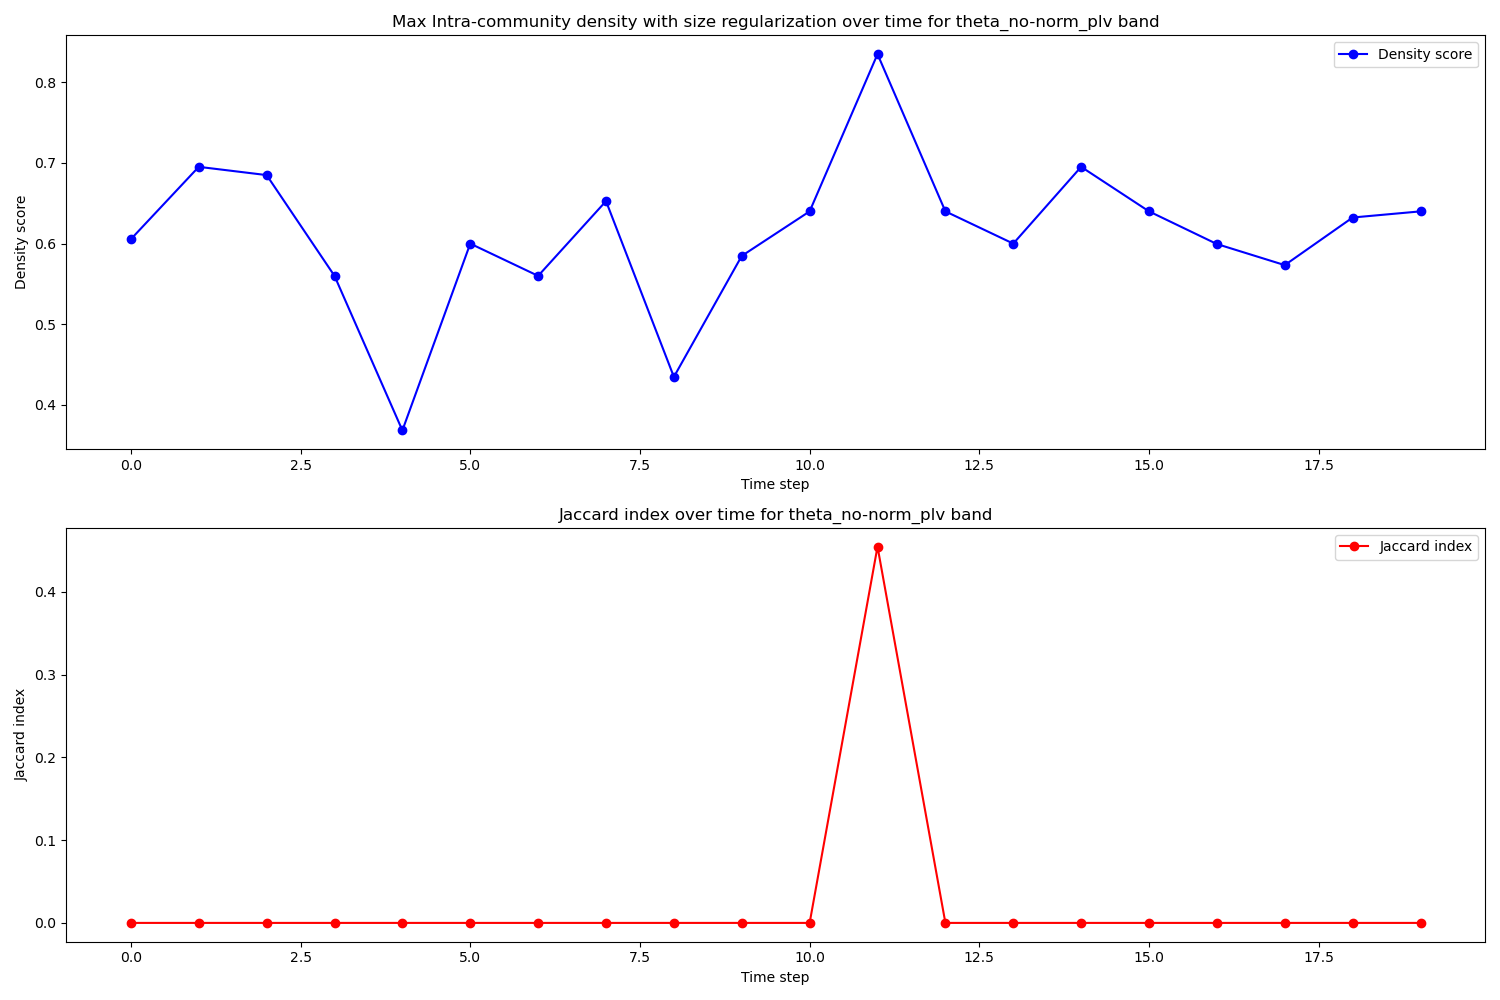 Max Intra-community density with size regularization over time for theta_no-norm_plv band
Density score
0.8
0.7
0.6
0.5
0.4
Density score
0.0 2.5 5.0 7.5 10.0 12.5 15.0 17.5
Time step
Jaccard index over time for theta_no-norm_plv band
Jaccard index
0.4
0.3
0.2
0.1
0.0
Jaccard index
0.0 2.5 5.0 7.5 10.0 12.5 15.0 17.5
Time step